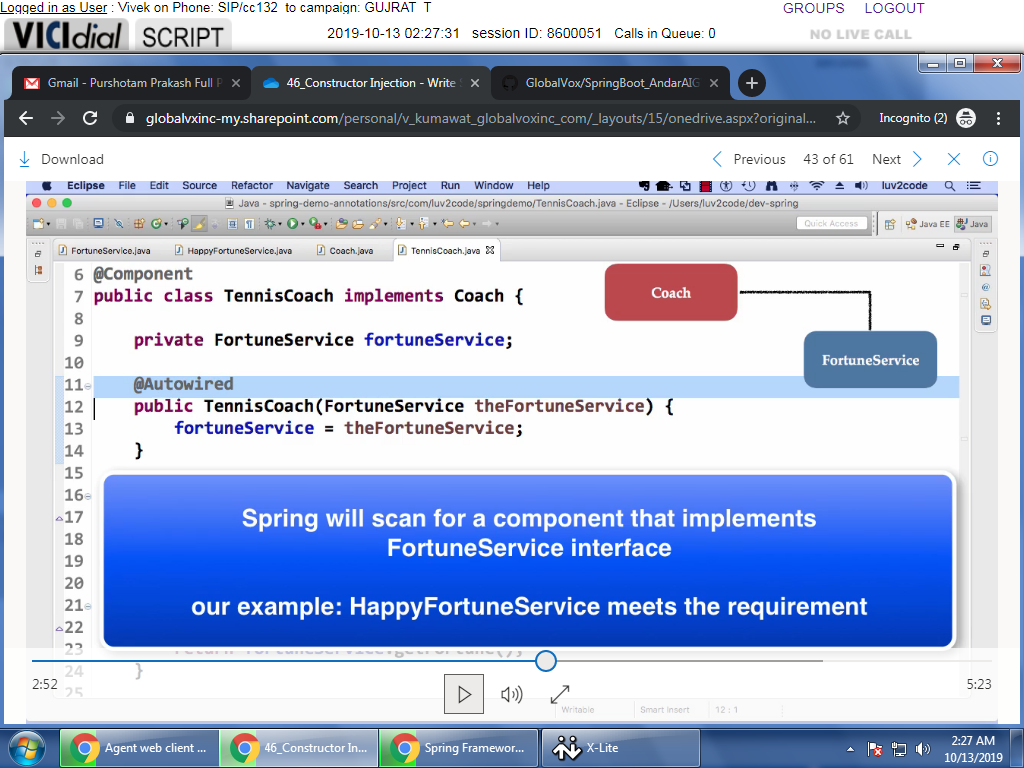 Logged in as User : Vivek on Phone: SIP/cc132 to campaign: GUJRAT_T
GROUPS LOGOUT
VICIdial SCRIPT
2019-10-13 02:27:31 session ID: 8600051 Calls in Queue: 0
NO LIVE CALL
Gmail - Purshotam Prakash Full P
46_Constructor Injection - Write
GlobalVox/SpringBoot_AndarAIG
globalvxinc-my.sharepoint.com/personal/v_kumawat_globalvoxinc_com/_layouts/15/onedrive.aspx?original...
Incognito (2)
Download
Previous 43 of 61 Next
Eclipse File Edit Source Refactor Navigate Search Project Run Window Help
luv2code
Java - spring-demo-annotations/src/com/luv2code/springdemo/TennisCoach.java - Eclipse - /Users/luv2code/dev-spring
Quick Access
Java EE
Java
FortuneService.java
HappyFortuneService.java
Coach.java
TennisCoach.java
6 @Component
7 public class TennisCoach implements Coach {
8
9 private FortuneService fortuneService;
10
11 @Autowired
12 public TennisCoach(FortuneService theFortuneService) {
13 fortuneService = theFortuneService;
14 }
15
16
17
18
19
20
21
22
23 return fortuneService.getFortune();
24 }
25
Coach
FortuneService
Spring will scan for a component that implements
FortuneService interface
our example: HappyFortuneService meets the requirement
2:52
5:23
Writable
Smart Insert
12 : 1
Agent web client ...
46_Constructor In...
Spring Framewor...
X-Lite
2:27 AM
10/13/2019